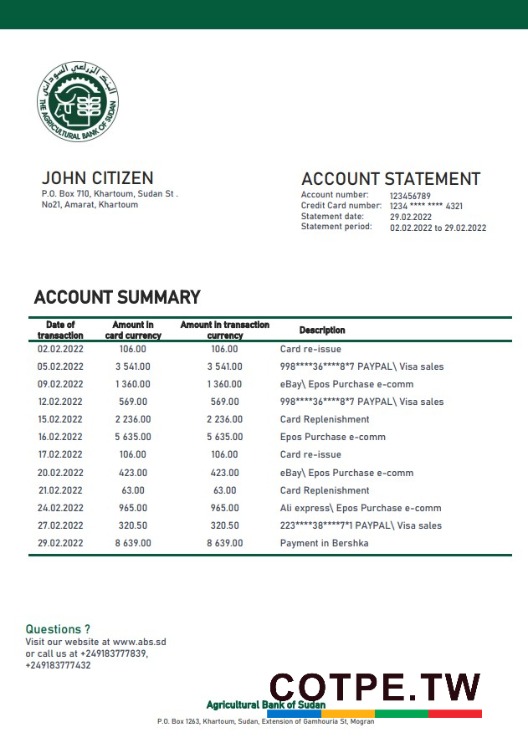 البنك الزراعي السوداني
THE AGRICULTURAL BANK OF SUDAN
JOHN CITIZEN
P.O. Box 710, Khartoum, Sudan St .
No21, Amarat, Khartoum
ACCOUNT STATEMENT
Account number: 123456789
Credit Card number: 1234 **** **** 4321
Statement date: 29.02.2022
Statement period: 02.02.2022 to 29.02.2022
ACCOUNT SUMMARY
Date of transaction Amount in card currency Amount in transaction currency Description
02.02.2022 106.00 106.00 Card re-issue
05.02.2022 3 541.00 3 541.00 998****36****8*7 PAYPAL\ Visa sales
09.02.2022 1 360.00 1 360.00 eBay\ Epos Purchase e-comm
12.02.2022 569.00 569.00 998****36****8*7 PAYPAL\ Visa sales
15.02.2022 2 236.00 2 236.00 Card Replenishment
16.02.2022 5 635.00 5 635.00 Epos Purchase e-comm
17.02.2022 106.00 106.00 Card re-issue
20.02.2022 423.00 423.00 eBay\ Epos Purchase e-comm
21.02.2022 63.00 63.00 Card Replenishment
24.02.2022 965.00 965.00 Ali express\ Epos Purchase e-comm
27.02.2022 320.50 320.50 223****38****7*1 PAYPAL\ Visa sales
29.02.2022 8 639.00 8 639.00 Payment in Bershka
Questions ?
Visit our website at www.abs.sd
or call us at +249183777839,
+249183777432
COTPE.TW
Agricultural Bank of Sudan
P.O. Box 1263, Khartoum, Sudan, Extension of Gamhouria St, Mogran